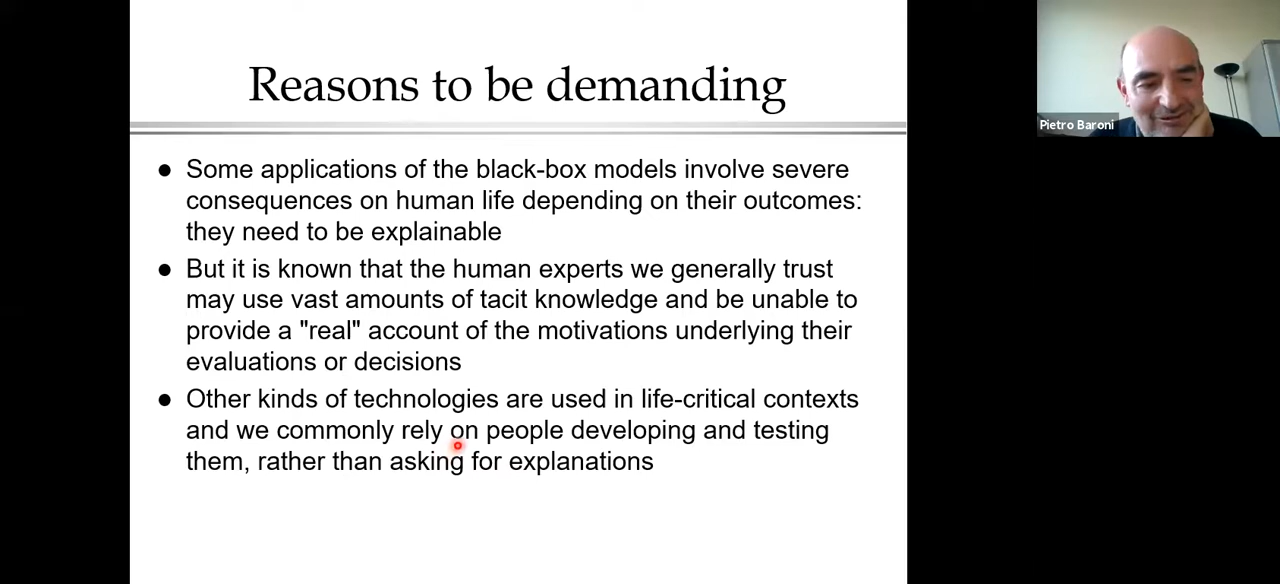 Reasons to be demanding
● Some applications of the black-box models involve severe
consequences on human life depending on their outcomes:
they need to be explainable
● But it is known that the human experts we generally trust
may use vast amounts of tacit knowledge and be unable to
provide a "real" account of the motivations underlying their
evaluations or decisions
● Other kinds of technologies are used in life-critical contexts
and we commonly rely on people developing and testing
them, rather than asking for explanations
Pietro Baroni